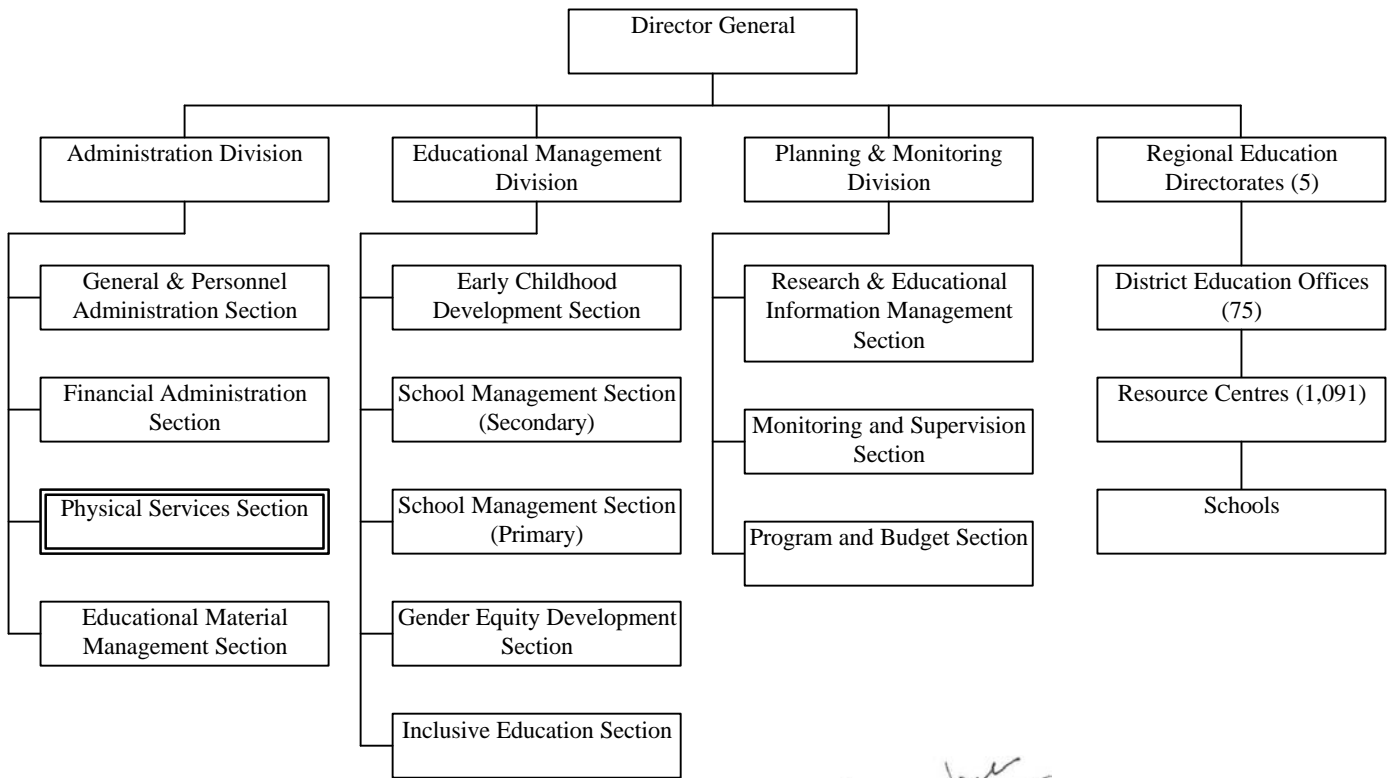 Director General
Administration Division
General & Personnel
Administration Section
Financial Administration
Section
Physical Services Section
Educational Material
Management Section
Educational Management
Division
Early Childhood
Development Section
School Management Section
(Secondary)
School Management Section
(Primary)
Gender Equity Development
Section
Inclusive Education Section
Planning & Monitoring
Division
Research & Educational
Information Management
Section
Monitoring and Supervision
Section
Program and Budget Section
Regional Education
Directorates (5)
District Education Offices
(75)
Resource Centres (1,091)
Schools